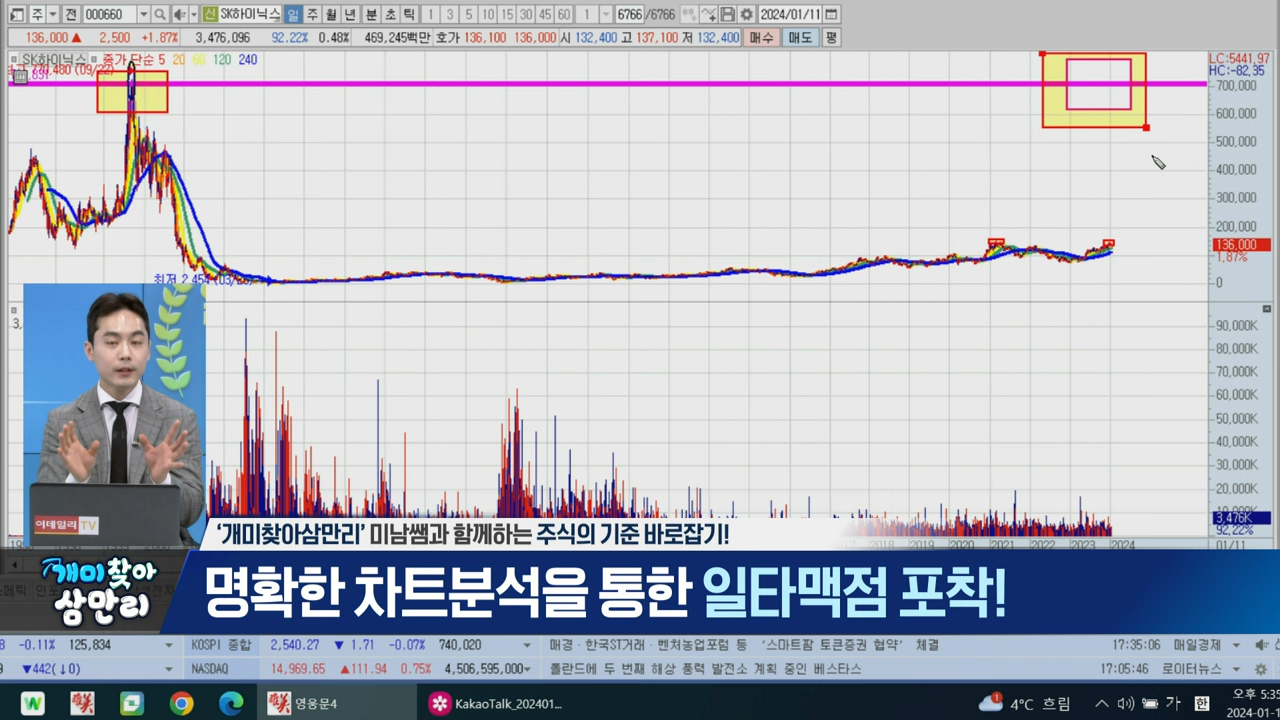 주 전 000660 신 SK하이닉스 일 주 월 년 분 초 틱 1 3 5 10 15 30 45 60 1 6766 /6766 2024/01/11
136,000 ▲ 2,500 +1.87% 3,476,096 92.22% 0.48% 469,245백만 호가 136,100 136,000 시 132,400 고 137,100 저 132,400 매수 매도 평
SK하이닉스 종가 단순 5 20 60 120 240
LC:5441,97
HC:-82,35
700,000
600,000
500,000
400,000
300,000
200,000
136,000
1.87%
0
최저 2,454
90,000K
80,000K
70,000K
60,000K
50,000K
40,000K
30,000K
20,000K
3,476K
92,22%
2018 2019 2020 2021 2022 2023 2024 01/11
이데일리 TV
‘개미찾아삼만리’ 미남쌤과 함께하는 주식의 기준 바로잡기!
개미찾아
삼만리
명확한 차트분석을 통한 일타맥점 포착!
-0.11% 125,834 KOSPI 종합 2,540.27 ▼ 1.71 -0.07% 740,020 매경·한국ST거래·벤처농업포럼 등 ‘스마트팜 토큰증권 협약’ 체결 17:35:06 매일경제
▼442(↓0) NASDAQ 14,969.65 ▲111.94 0.75% 4,506,595,000 폴란드에 두 번째 해상 풍력 발전소 계획 중인 베스타스 17:05:46 로이터뉴스
영웅문4 KakaoTalk_202401... 1 4°C 흐림 가 한 오후 5:35
2024-01-1